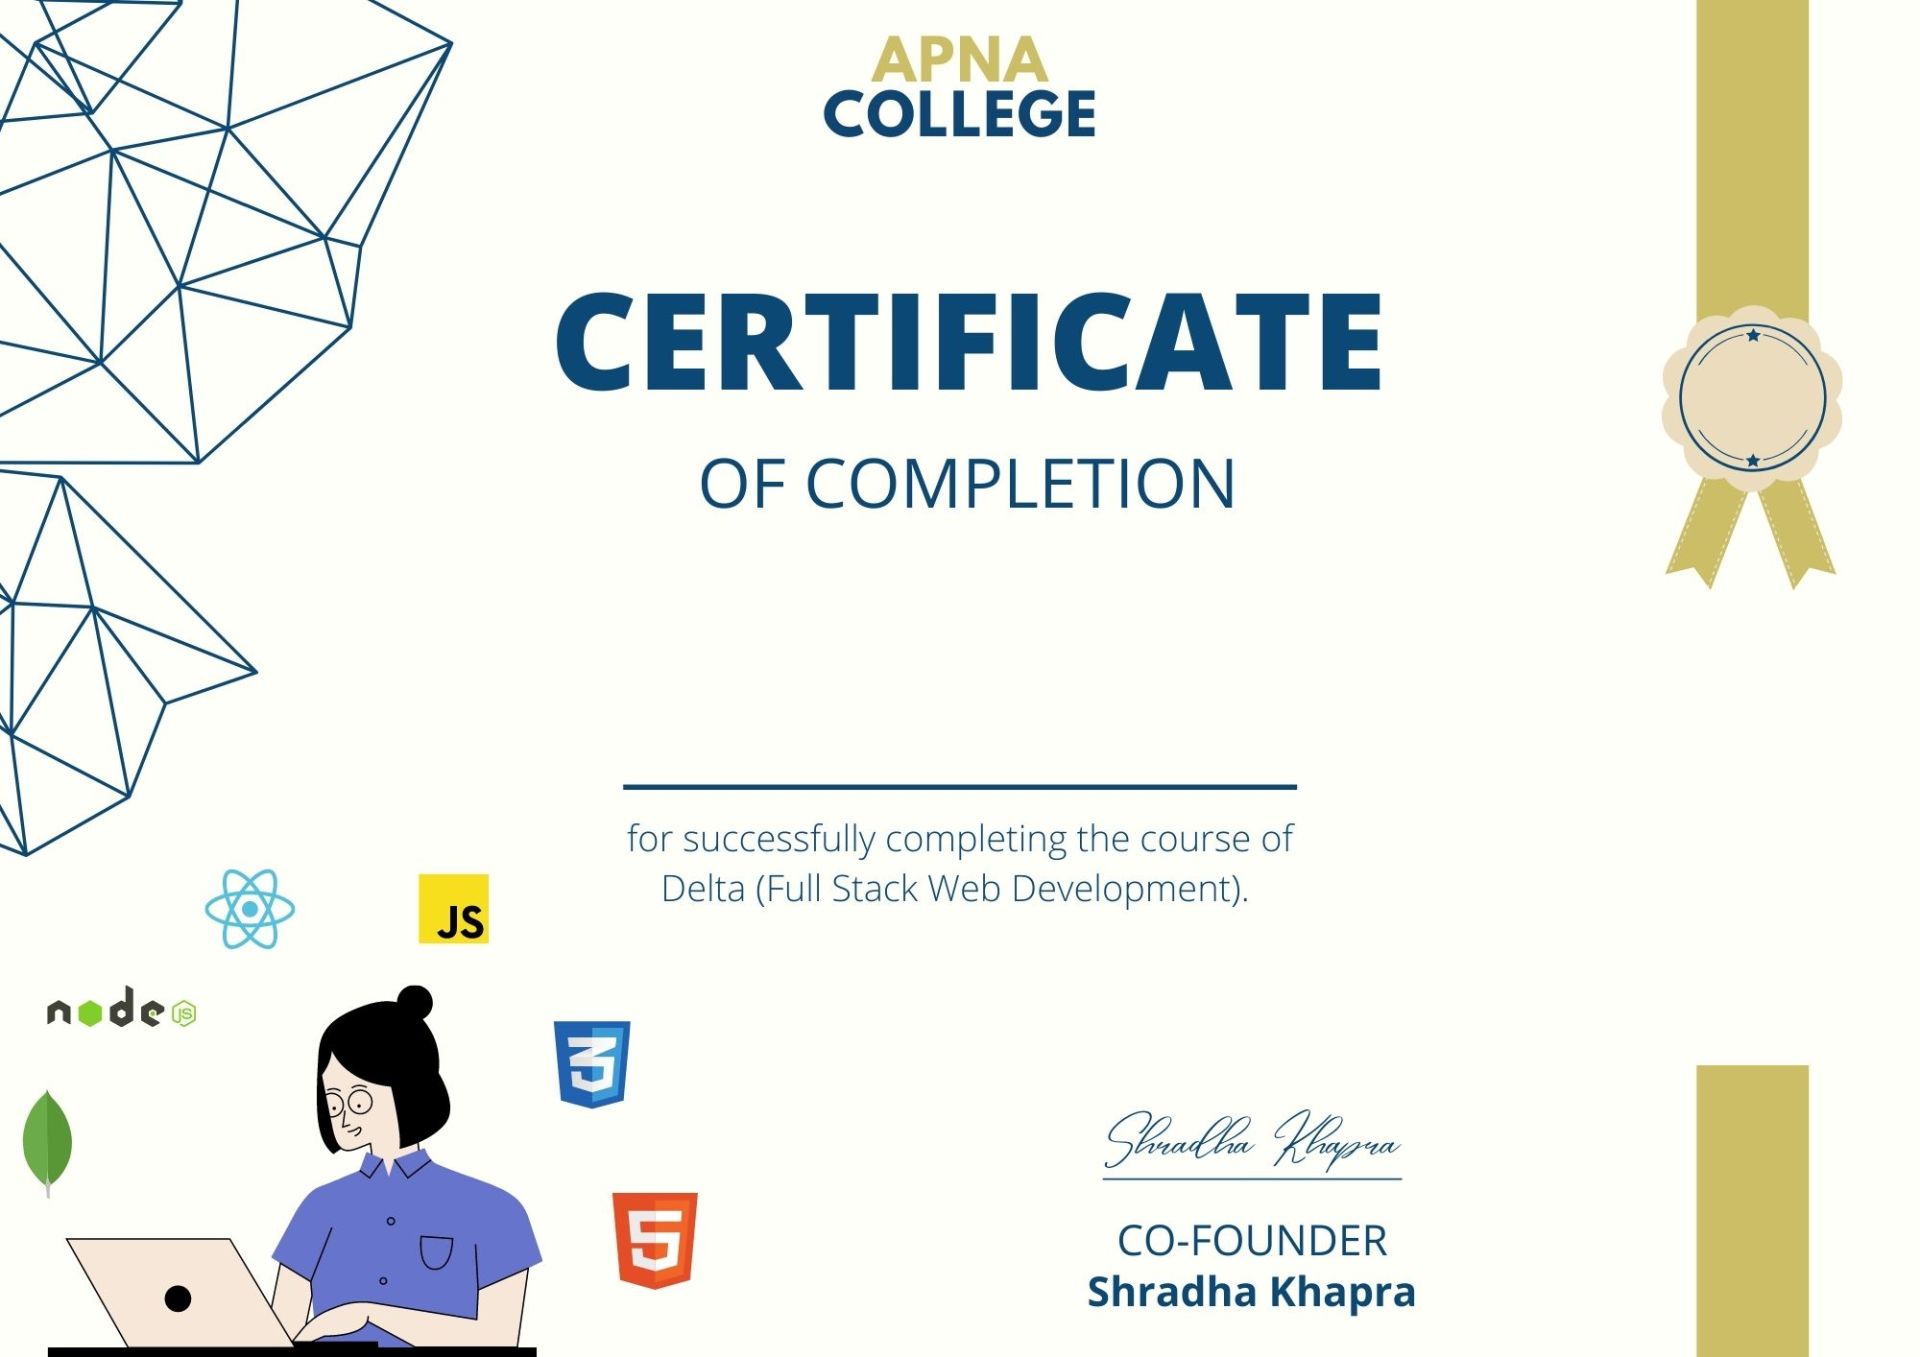 APNA
COLLEGE
CERTIFICATE
OF COMPLETION
for successfully completing the course of
Delta (Full Stack Web Development).
JS
node JS
3
5
Shradha Khapra
CO-FOUNDER
Shradha Khapra